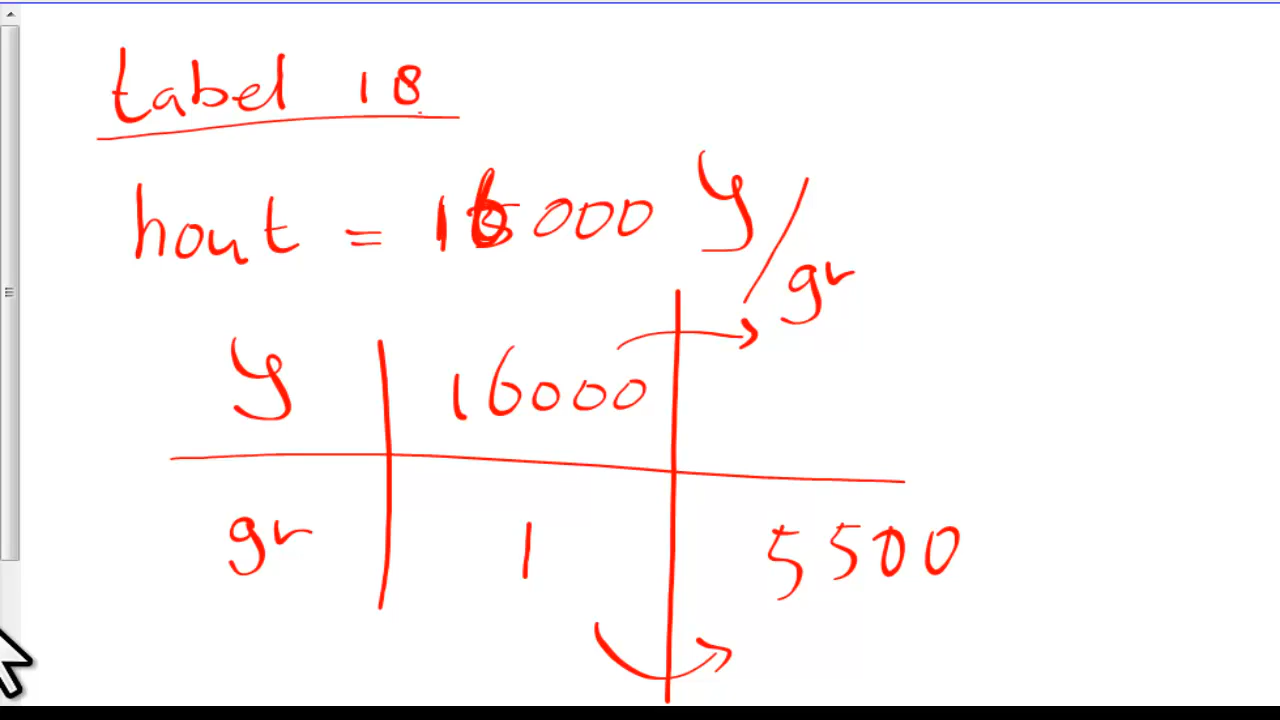 tabel 18
hout = 16000 y/gr
y 16000
gr 1 5500